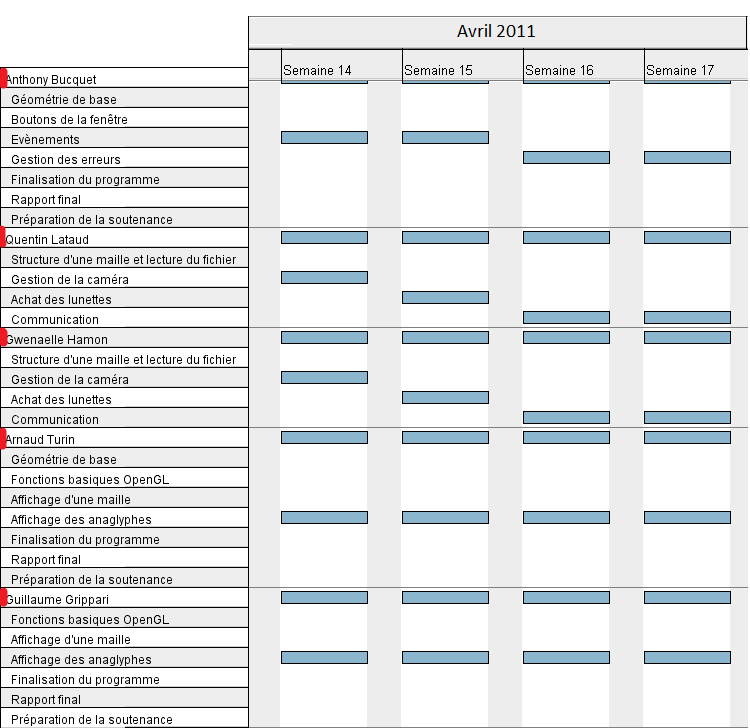 Avril 2011
Semaine 14 Semaine 15 Semaine 16 Semaine 17
Anthony Bucquet
Géométrie de base
Boutons de la fenêtre
Evènements
Gestion des erreurs
Finalisation du programme
Rapport final
Préparation de la soutenance
Quentin Lataud
Structure d'une maille et lecture du fichier
Gestion de la caméra
Achat des lunettes
Communication
Gwenaelle Hamon
Structure d'une maille et lecture du fichier
Gestion de la caméra
Achat des lunettes
Communication
Arnaud Turin
Géométrie de base
Fonctions basiques OpenGL
Affichage d'une maille
Affichage des anaglyphes
Finalisation du programme
Rapport final
Préparation de la soutenance
Guillaume Grippari
Fonctions basiques OpenGL
Affichage d'une maille
Affichage des anaglyphes
Finalisation du programme
Rapport final
Préparation de la soutenance